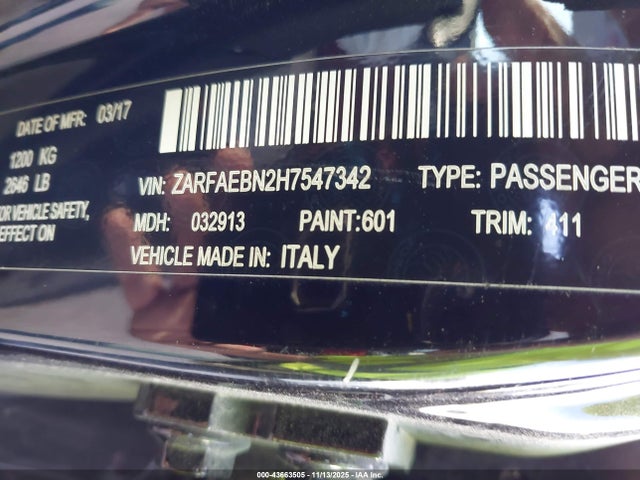 DATE OF MFR: 03/17
1200 KG
2646 LB
VIN: ZARFAEBN2H7547342 TYPE: PASSENGER
OR VEHICLE SAFETY,
MDH: 032913 PAINT:601 TRIM: 411
EFFECT ON
VEHICLE MADE IN: ITALY
000-43663505 - 11/13/2025 - IAA Inc.